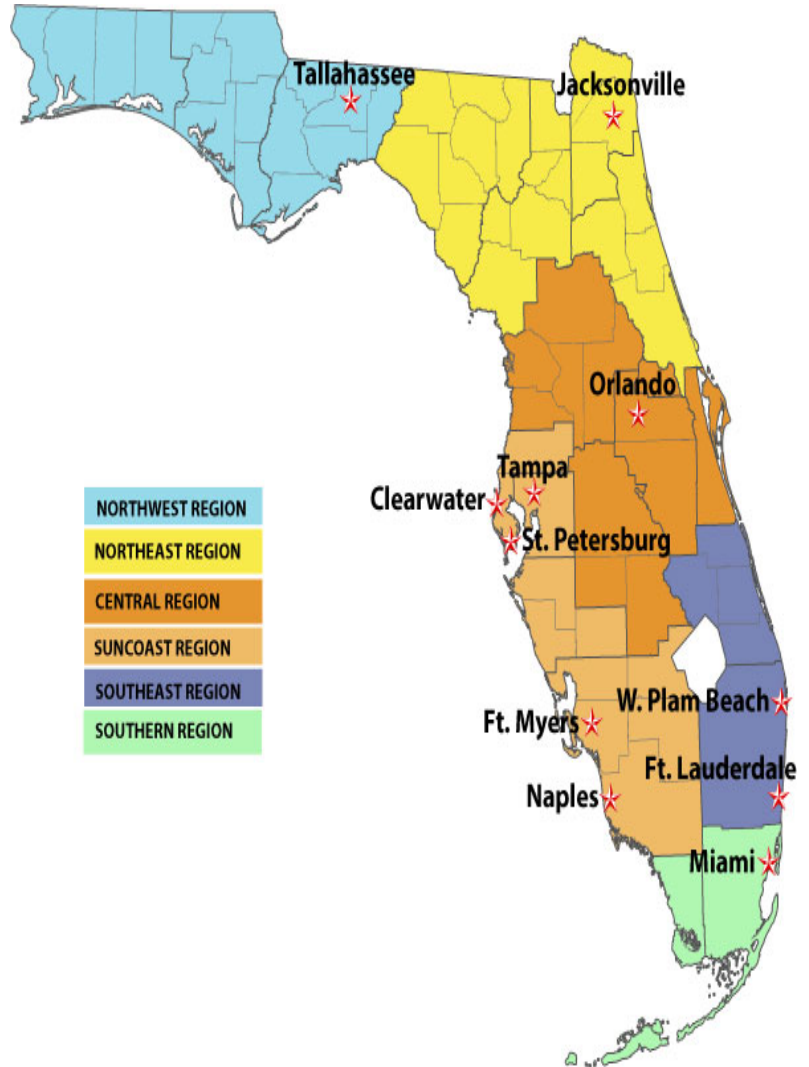 Tallahassee
Jacksonville
Orlando
Tampa
Clearwater
St. Petersburg
NORTHWEST REGION
NORTHEAST REGION
CENTRAL REGION
SUNCOAST REGION
SOUTHEAST REGION
SOUTHERN REGION
W. Plam Beach
Ft. Myers
Ft. Lauderdale
Naples
Miami